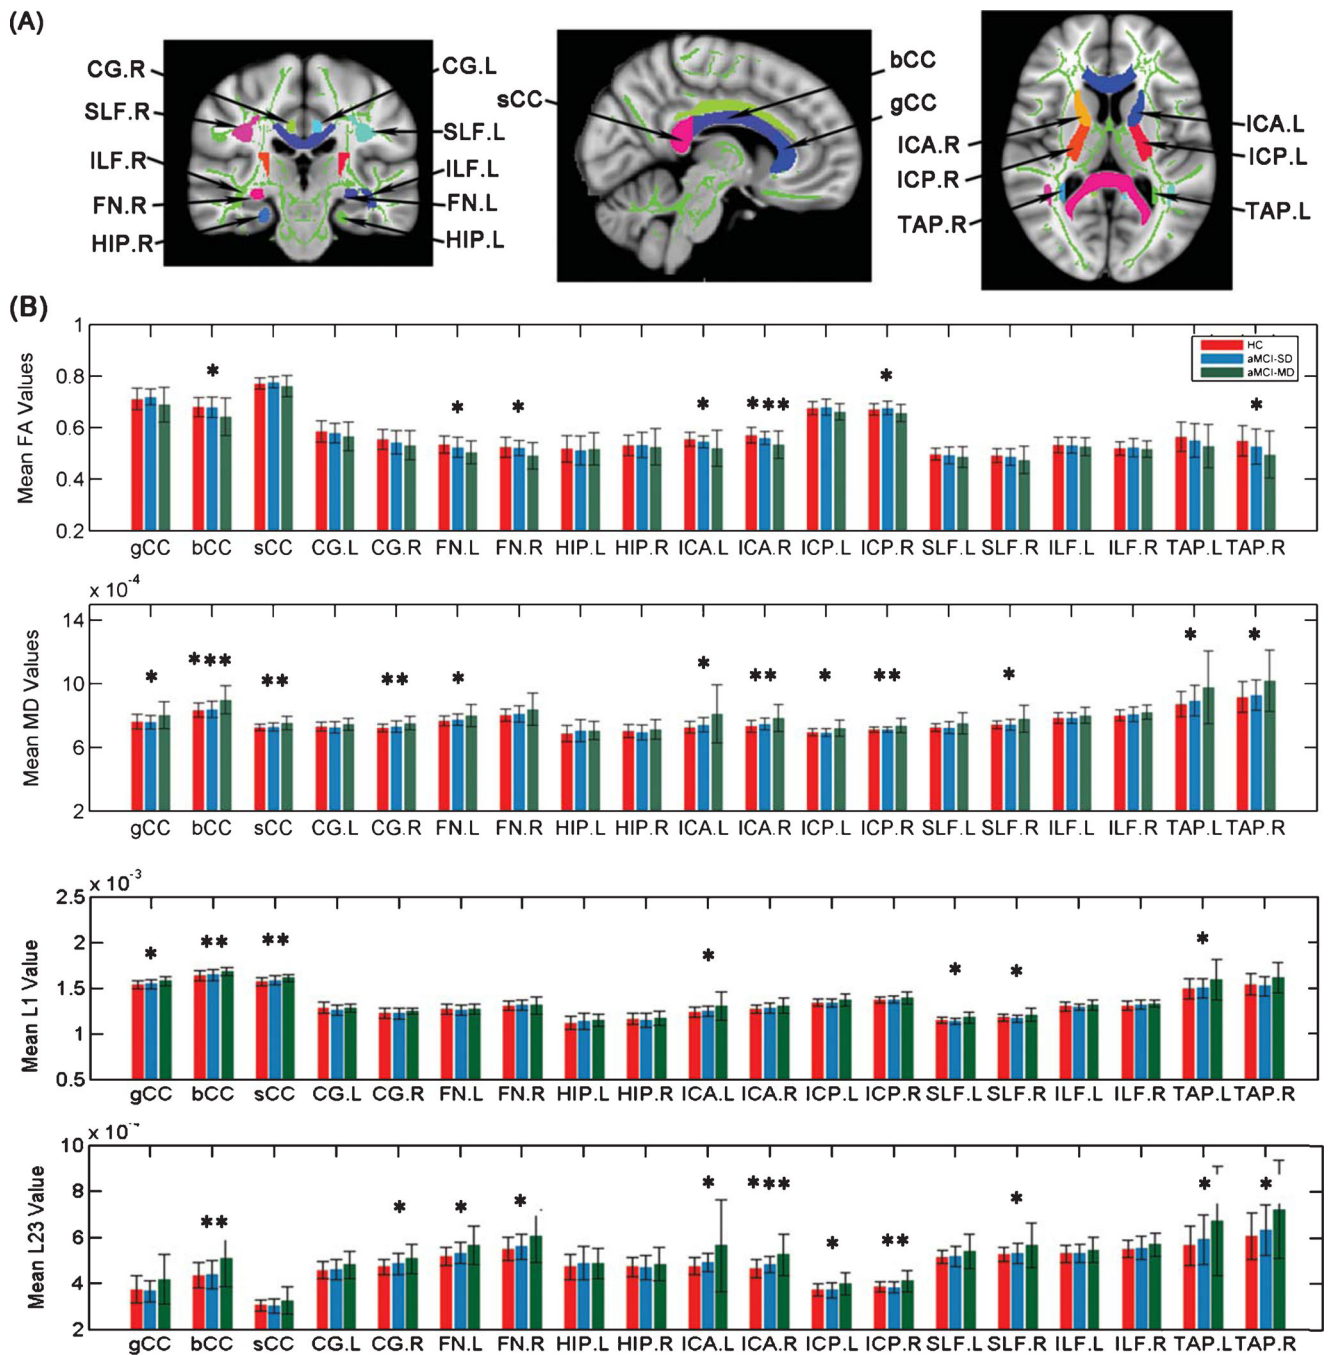 (A)
CG.R
CG.L
SLF.R
SLF.L
ILF.R
ILF.L
FN.R
FN.L
HIP.R
HIP.L
sCC
bCC
gCC
ICA.R
ICA.L
ICP.R
ICP.L
TAP.R
TAP.L
(B)
Mean FA Values
1
0.8
0.6
0.4
0.2
HC
aMCI-SD
aMCI-MD
* * * * *** * *
gCC bCC sCC CG.L CG.R FN.L FN.R HIP.L HIP.R ICA.L ICA.R ICP.L ICP.R SLF.L SLF.R ILF.L ILF.R TAP.L TAP.R
x 10-4
Mean MD Values
14
10
6
2
* *** ** ** * * ** * ** * * *
gCC bCC sCC CG.L CG.R FN.L FN.R HIP.L HIP.R ICA.L ICA.R ICP.L ICP.R SLF.L SLF.R ILF.L ILF.R TAP.L TAP.R
x 10-3
Mean L1 Value
2.5
2
1.5
1
0.5
* ** ** * * * *
gCC bCC sCC CG.L CG.R FN.L FN.R HIP.L HIP.R ICA.L ICA.R ICP.L ICP.R SLF.L SLF.R ILF.L ILF.R TAP.L TAP.R
x 10
Mean L23 Value
10
8
6
4
2
** * * * * *** * ** * * *
gCC bCC sCC CG.L CG.R FN.L FN.R HIP.L HIP.R ICA.L ICA.R ICP.L ICP.R SLF.L SLF.R ILF.L ILF.R TAP.L TAP.R